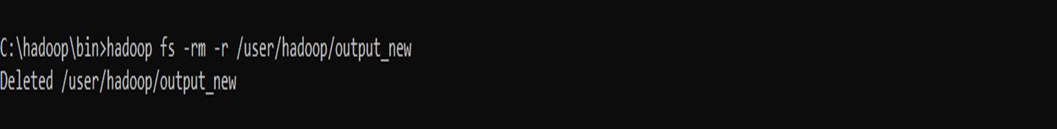 C:\hadoop\bin>hadoop fs -rm -r /user/hadoop/output_new
Deleted /user/hadoop/output_new